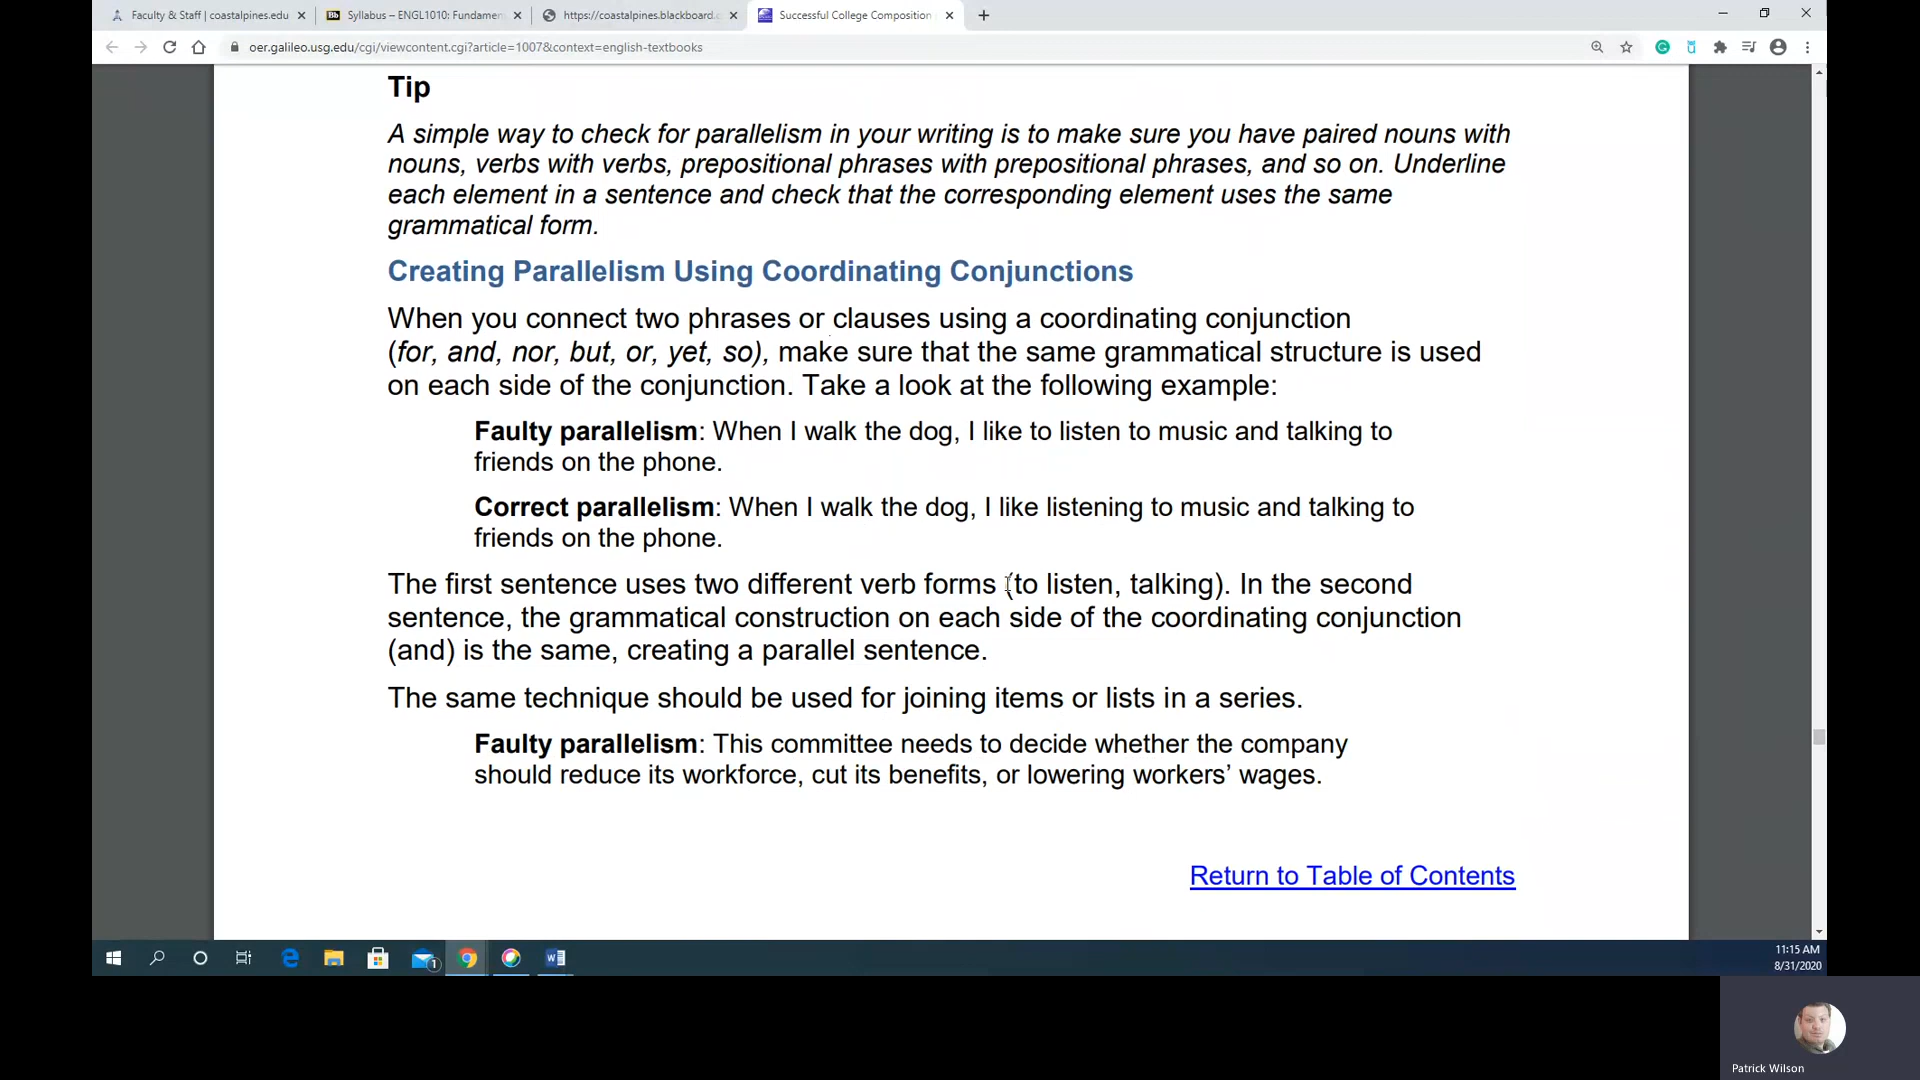 Faculty & Staff | coastalpines.edu
Bb Syllabus – ENGL1010: Fundamen
https://coastalpines.blackboard.c
Successful College Composition
oer.galileo.usg.edu/cgi/viewcontent.cgi?article=1007&context=english-textbooks
Tip
A simple way to check for parallelism in your writing is to make sure you have paired nouns with
nouns, verbs with verbs, prepositional phrases with prepositional phrases, and so on. Underline
each element in a sentence and check that the corresponding element uses the same
grammatical form.
Creating Parallelism Using Coordinating Conjunctions
When you connect two phrases or clauses using a coordinating conjunction
(for, and, nor, but, or, yet, so), make sure that the same grammatical structure is used
on each side of the conjunction. Take a look at the following example:
Faulty parallelism: When I walk the dog, I like to listen to music and talking to
friends on the phone.
Correct parallelism: When I walk the dog, I like listening to music and talking to
friends on the phone.
The first sentence uses two different verb forms (to listen, talking). In the second
sentence, the grammatical construction on each side of the coordinating conjunction
(and) is the same, creating a parallel sentence.
The same technique should be used for joining items or lists in a series.
Faulty parallelism: This committee needs to decide whether the company
should reduce its workforce, cut its benefits, or lowering workers’ wages.
Return to Table of Contents
1
11:15 AM
8/31/2020
Patrick Wilson